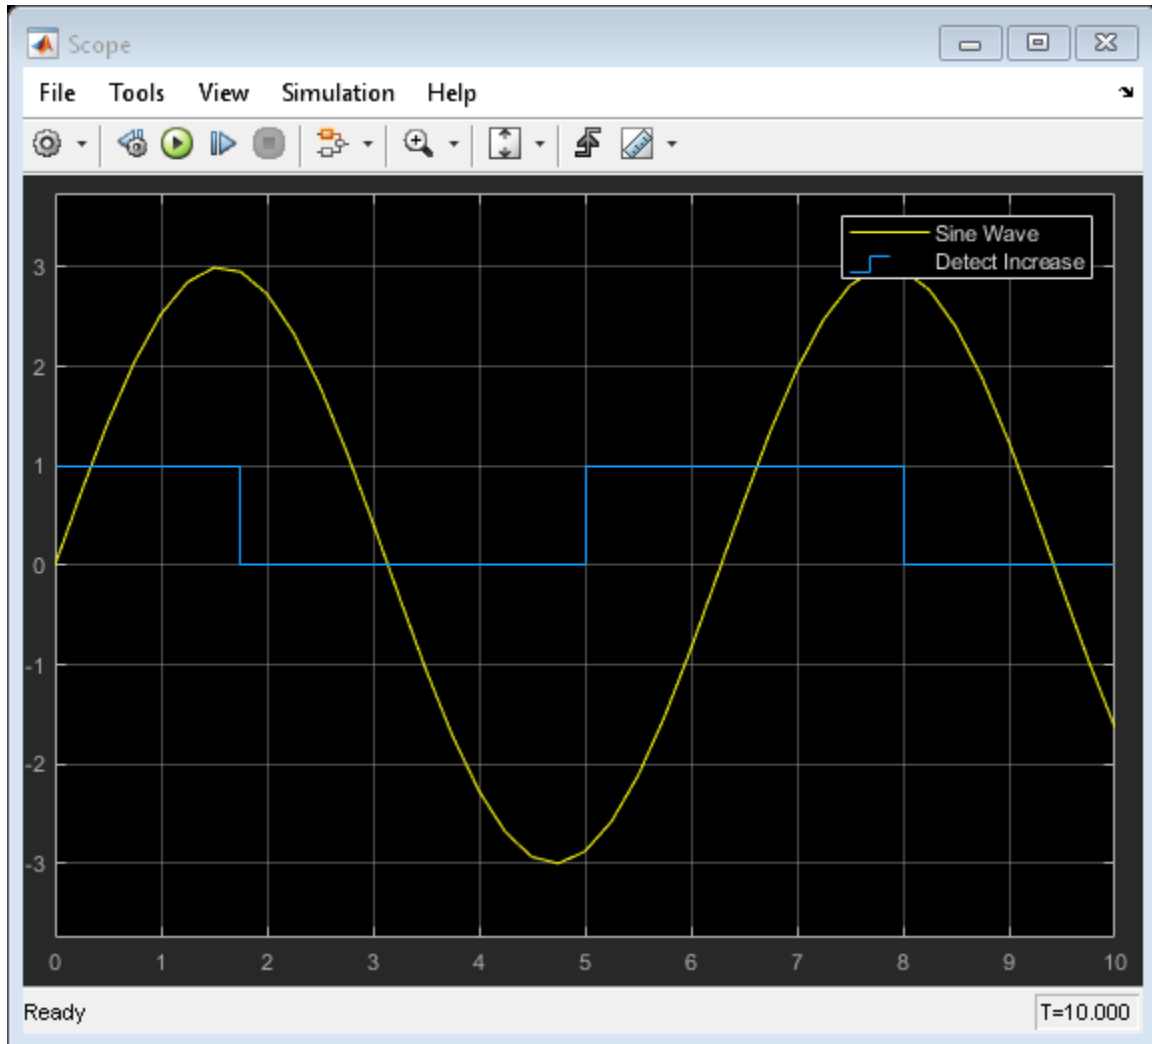 Scope
File Tools View Simulation Help
Sine Wave
Detect Increase
3
2
1
0
-1
-2
-3
0 1 2 3 4 5 6 7 8 9 10
Ready T=10.000